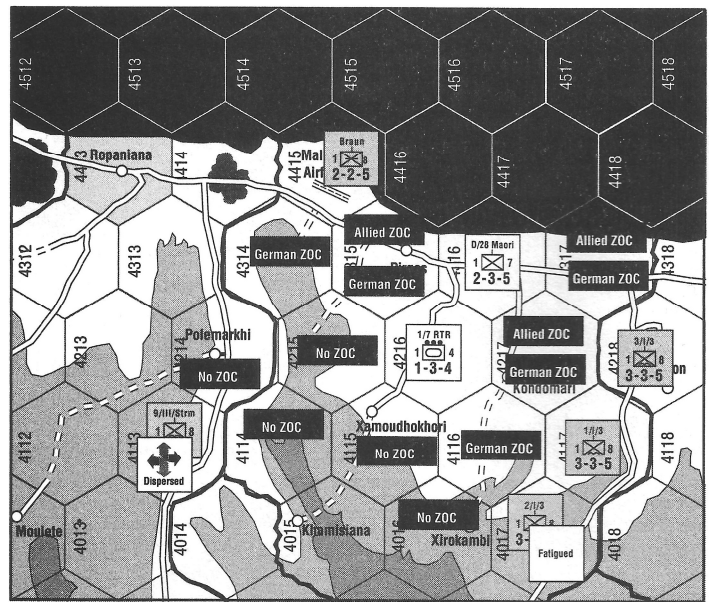 4512
4513
4514
4515
4516
4517
4518
4413
Ropaniana
4414
4415
Braun
1 8
2-2-5
4416
4417
4418
4312
4313
4314
German ZOC
Allied ZOC
German ZOC
D/28 Maori
1 7
2-3-5
Allied ZOC
German ZOC
4318
4213
4214
Polemarkhi
No ZOC
4215
No ZOC
4216
1/7 RTR
1 4
1-3-4
4217
Allied ZOC
German ZOC
Kondomari
4218
3/I/3
1 8
3-3-5
4112
4113
9/III/Strm
1 8
Dispersed
4114
No ZOC
4115
Xamoudhokhori
No ZOC
4116
German ZOC
4117
1/I/3
1 8
3-3-5
4118
Moulete
4013
4014
4015
Khamisiana
4016
No ZOC
Xirokambi
4017
2/I/3
1 8
Fatigued
4018